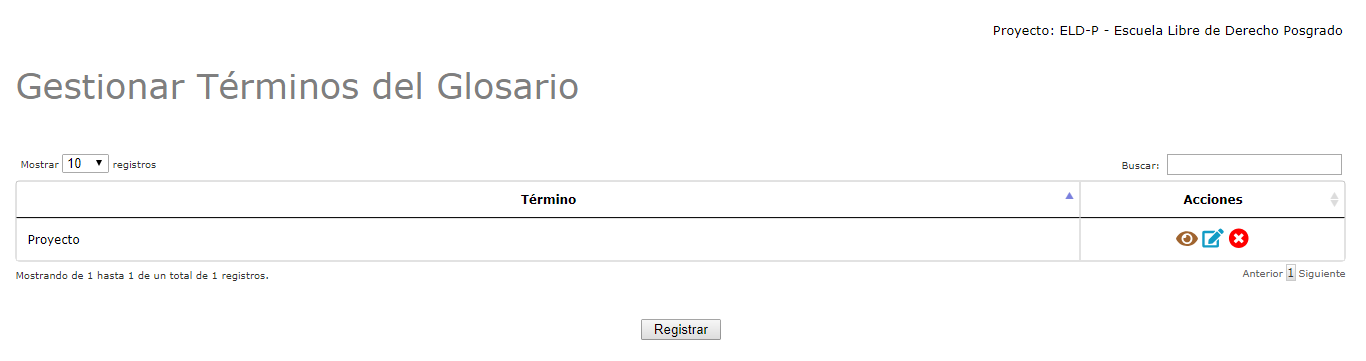 Proyecto: ELD-P - Escuela Libre de Derecho Posgrado
Gestionar Términos del Glosario
Mostrar 10 registros
Buscar:
Término
Acciones
Proyecto
Mostrando de 1 hasta 1 de un total de 1 registros.
Anterior 1 Siguiente
Registrar